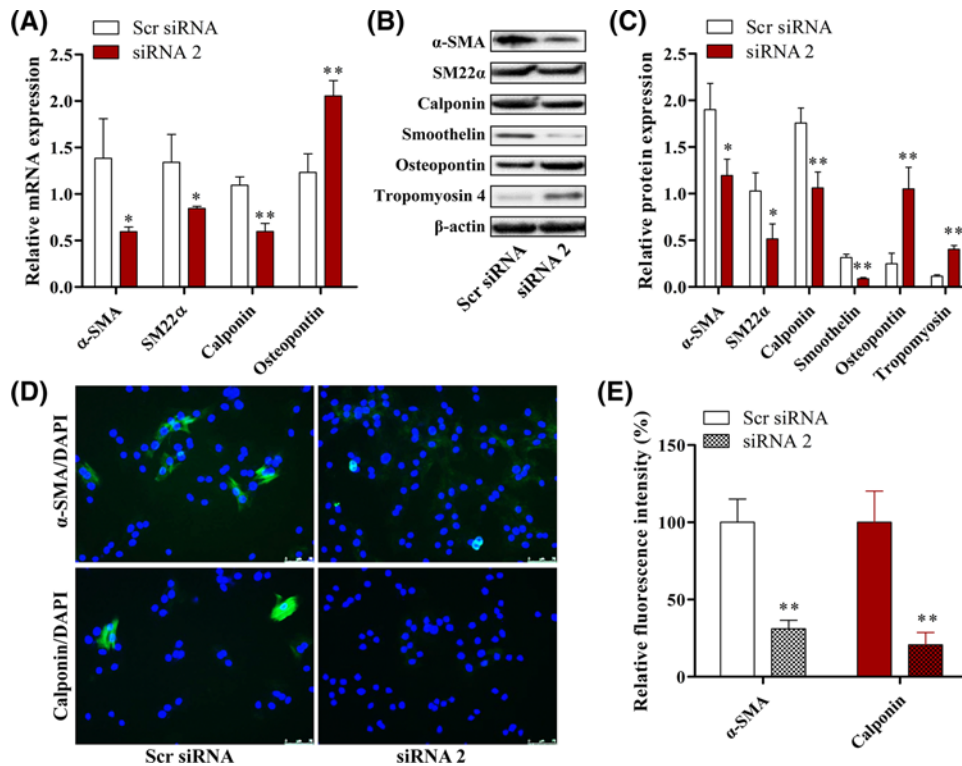 (A)
Scr siRNA
siRNA 2
Relative mRNA expression
2.5
2.0
1.5
1.0
0.5
0.0
*
*
**
**
α-SMA
SM22α
Calponin
Osteopontin
(B)
α-SMA
SM22α
Calponin
Smoothelin
Osteopontin
Tropomyosin 4
β-actin
Scr siRNA
siRNA 2
(C)
Scr siRNA
siRNA 2
Relative protein expression
2.5
2.0
1.5
1.0
0.5
0.0
*
*
**
**
**
**
α-SMA
SM22α
Calponin
Smoothelin
Osteopontin
Tropomyosin
(D)
α-SMA/DAPI
Calponin/DAPI
Scr siRNA
siRNA 2
(E)
Scr siRNA
siRNA 2
Relative fluorescence intensity (%)
150
100
50
0
**
**
α-SMA
Calponin